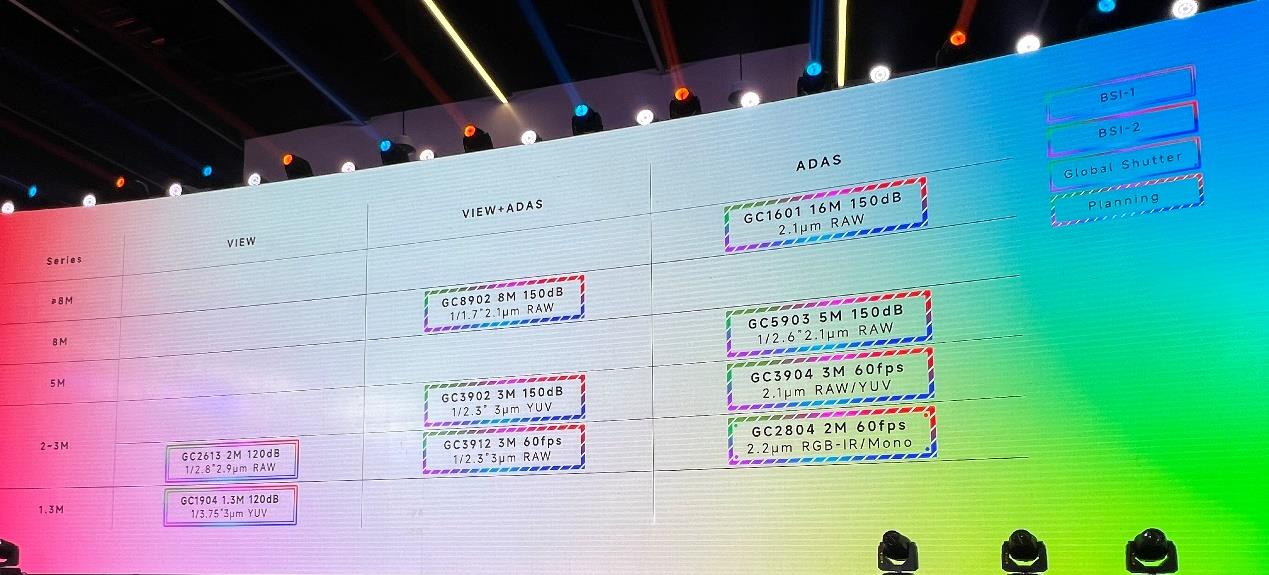 BSI-1
BSI-2
Global Shutter
Planning
Series
VIEW
VIEW+ADAS
ADAS
≥8M
GC1601 16M 150dB
2.1μm RAW
8M
GC8902 8M 150dB
1/1.7"2.1μm RAW
5M
GC5903 5M 150dB
1/2.6"2.1μm RAW
2-3M
GC2613 2M 120dB
1/2.8"2.9μm RAW
GC3902 3M 150dB
1/2.3" 3μm YUV
GC3912 3M 60fps
1/2.3"3μm RAW
GC3904 3M 60fps
2.1μm RAW/YUV
GC2804 2M 60fps
2.2μm RGB-IR/Mono
1.3M
GC1904 1.3M 120dB
1/3.75"3μm YUV